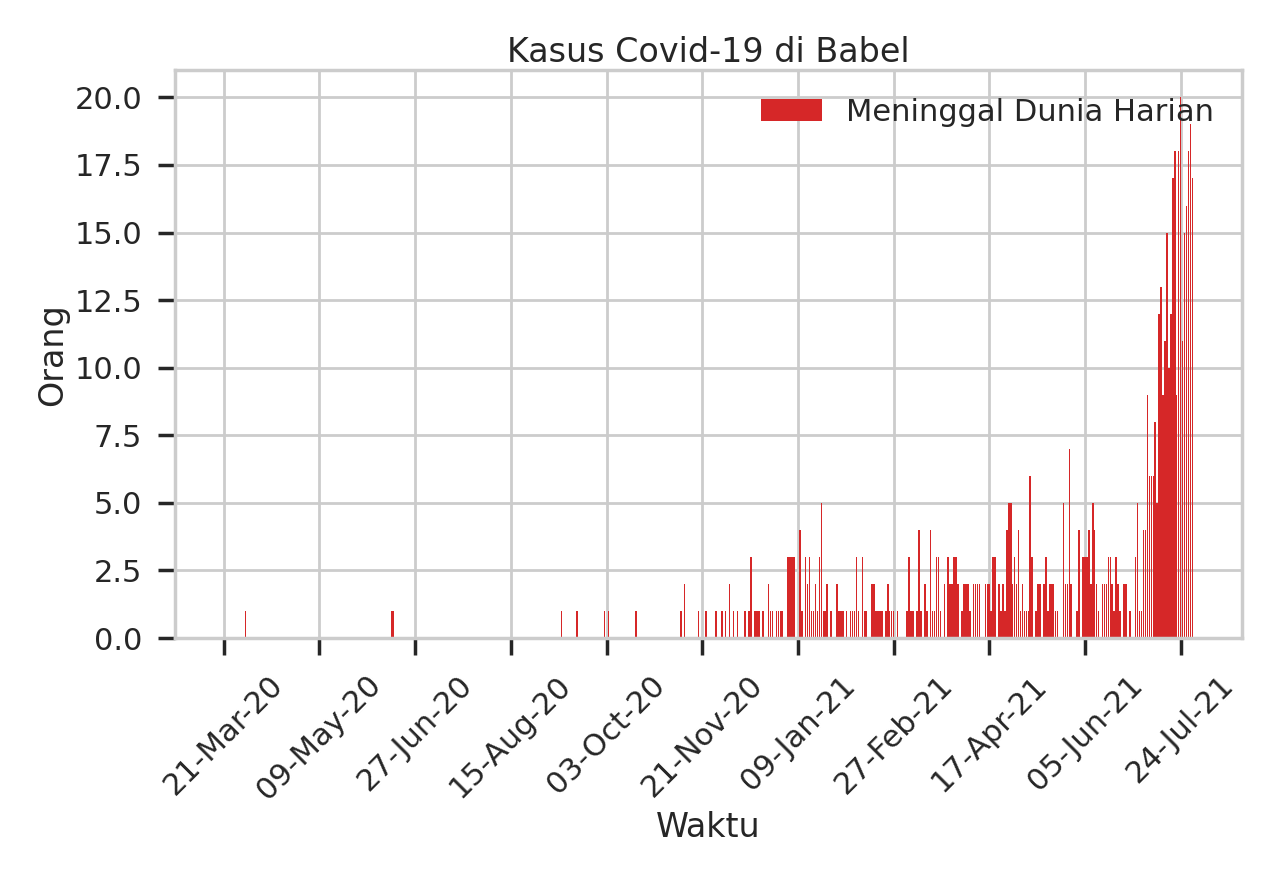 Kasus Covid-19 di Babel
Meninggal Dunia Harian
Orang
20.0
17.5
15.0
12.5
10.0
7.5
5.0
2.5
0.0
21-Mar-20
09-May-20
27-Jun-20
15-Aug-20
03-Oct-20
21-Nov-20
09-Jan-21
27-Feb-21
17-Apr-21
05-Jun-21
24-Jul-21
Waktu